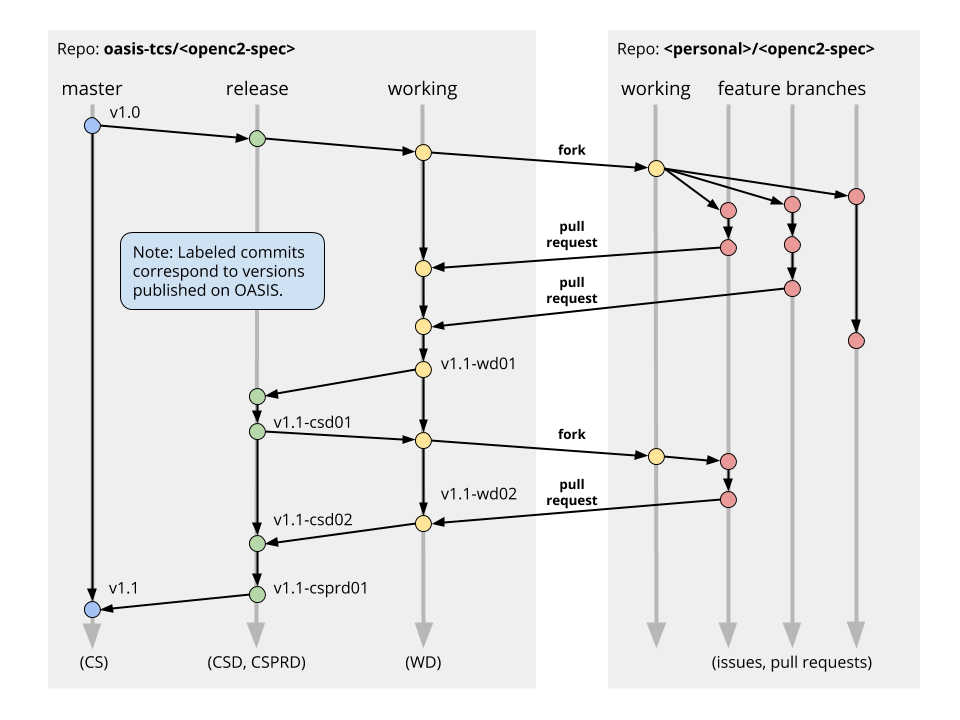 Repo: oasis-tcs/<openc2-spec>
Repo: <personal>/<openc2-spec>
master
release
working
working
feature branches
v1.0
fork
pull
request
Note: Labeled commits
correspond to versions
published on OASIS.
pull
request
v1.1-wd01
v1.1-csd01
fork
pull
request
v1.1-wd02
v1.1-csd02
v1.1
v1.1-csprd01
(CS)
(CSD, CSPRD)
(WD)
(issues, pull requests)